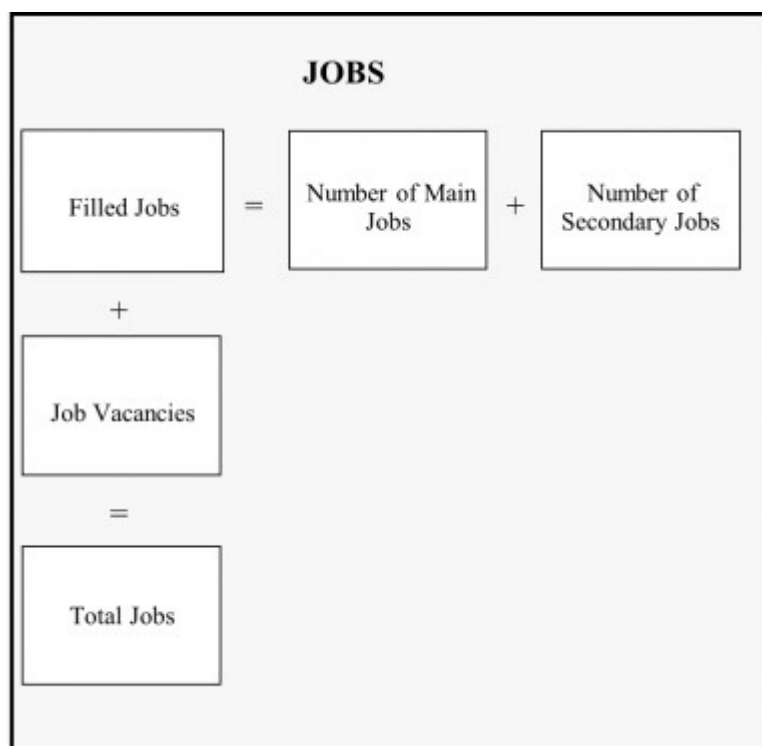 JOBS
Filled Jobs
=
Number of Main
Jobs
+
Number of
Secondary Jobs
+
Job Vacancies
=
Total Jobs